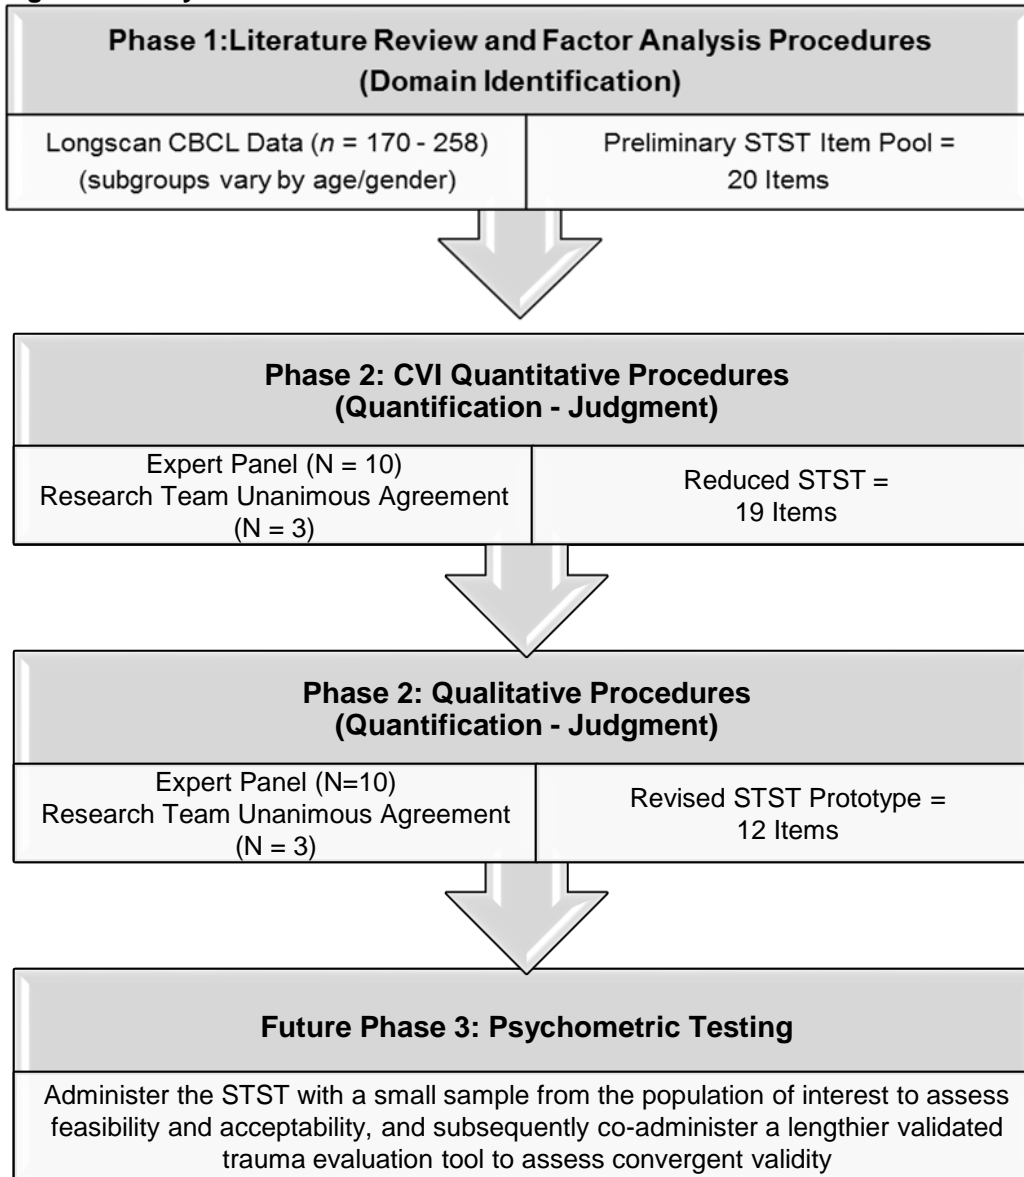 Phase 1:Literature Review and Factor Analysis Procedures
(Domain Identification)
Longscan CBCL Data (n = 170 - 258)
(subgroups vary by age/gender)
Preliminary STST Item Pool =
20 Items
Phase 2: CVI Quantitative Procedures
(Quantification - Judgment)
Expert Panel (N = 10)
Research Team Unanimous Agreement
(N = 3)
Reduced STST =
19 Items
Phase 2: Qualitative Procedures
(Quantification - Judgment)
Expert Panel (N=10)
Research Team Unanimous Agreement
(N = 3)
Revised STST Prototype =
12 Items
Future Phase 3: Psychometric Testing
Administer the STST with a small sample from the population of interest to assess
feasibility and acceptability, and subsequently co-administer a lengthier validated
trauma evaluation tool to assess convergent validity